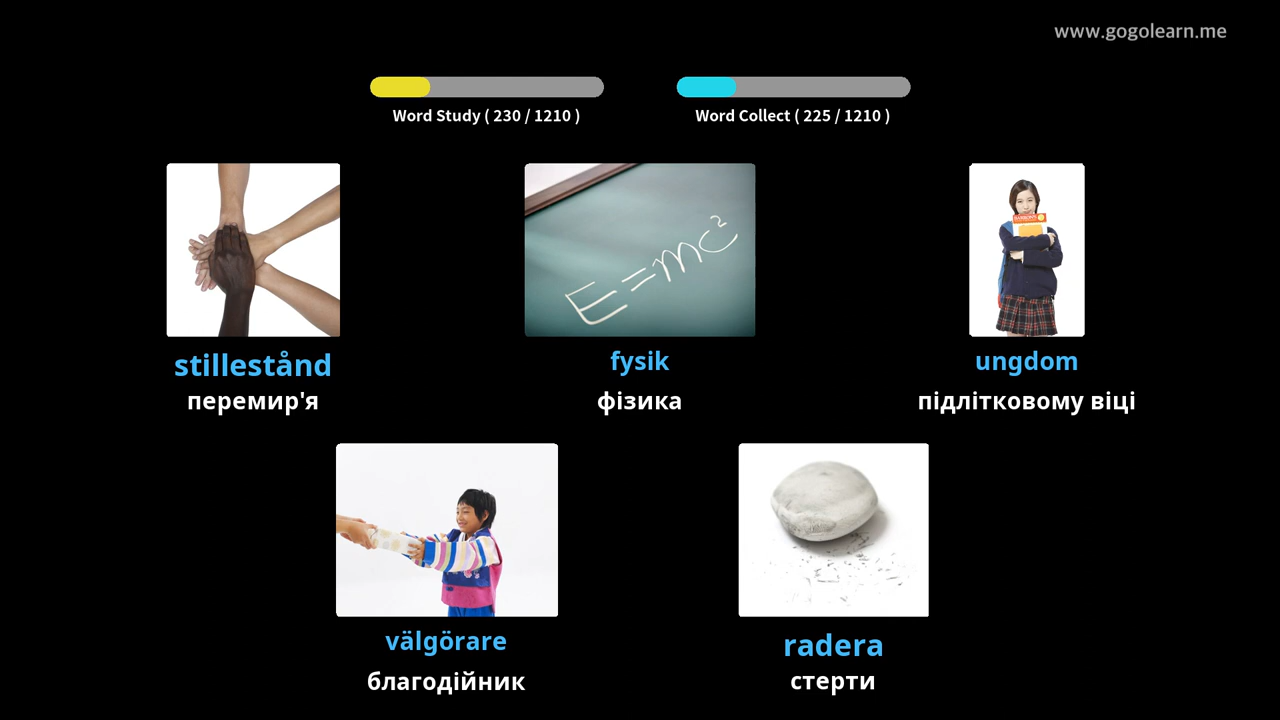 www.gogolearn.me
Word Study ( 230 / 1210 )
Word Collect ( 225 / 1210 )
E=mc²
stillestånd
fysik
ungdom
перемир'я
фізика
підлітковому віці
välgörare
radera
благодійник
стерти